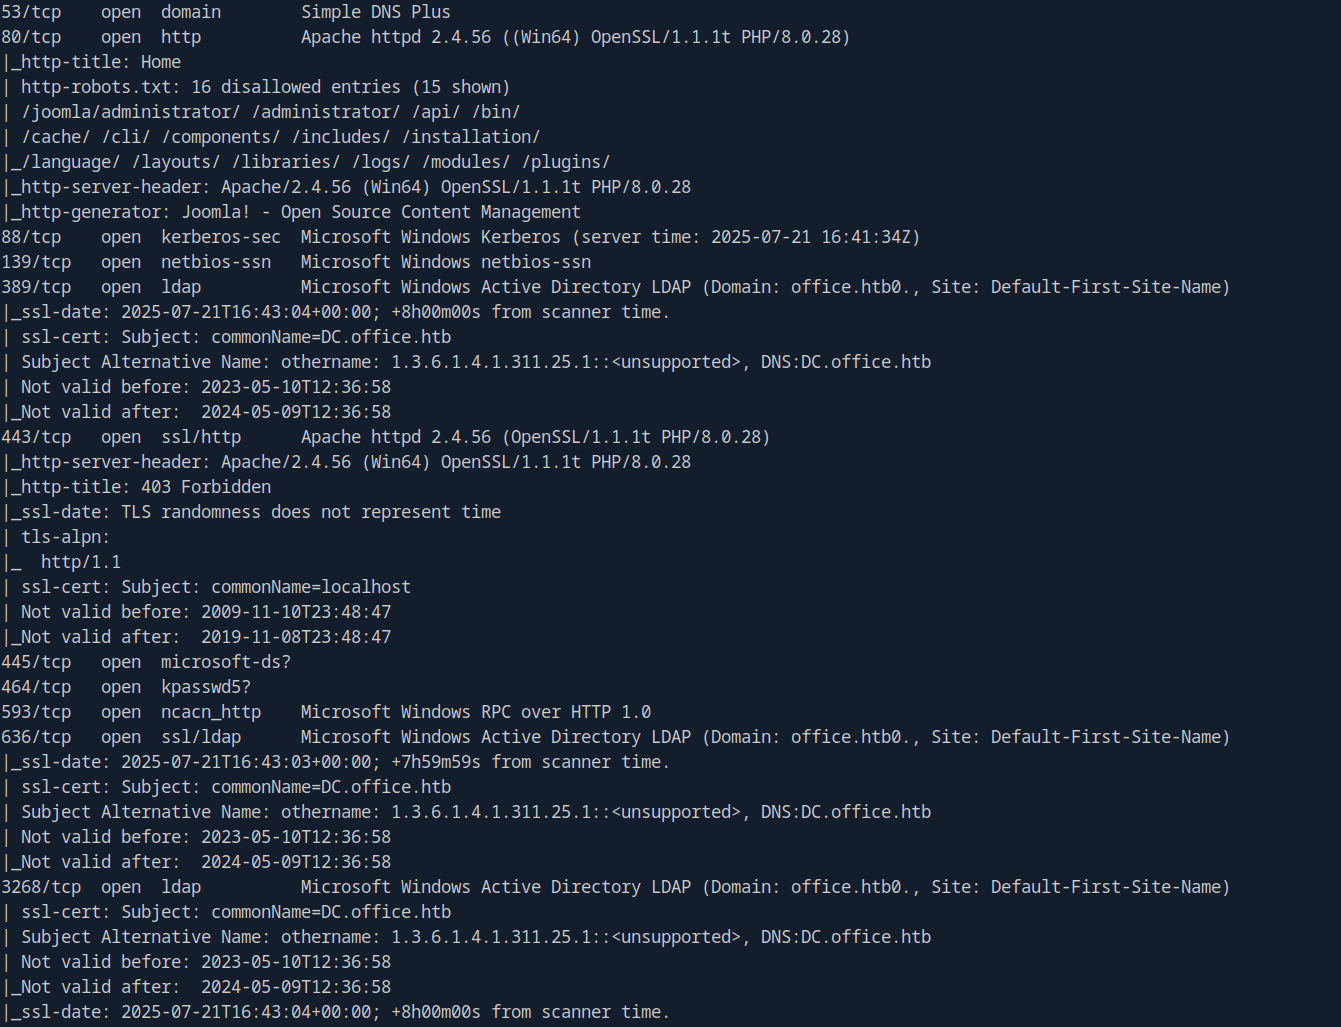 53/tcp   open  domain        Simple DNS Plus
80/tcp   open  http          Apache httpd 2.4.56 ((Win64) OpenSSL/1.1.1t PHP/8.0.28)
|_http-title: Home
| http-robots.txt: 16 disallowed entries (15 shown)
| /joomla/administrator/ /administrator/ /api/ /bin/
| /cache/ /cli/ /components/ /includes/ /installation/
|_/language/ /layouts/ /libraries/ /logs/ /modules/ /plugins/
|_http-server-header: Apache/2.4.56 (Win64) OpenSSL/1.1.1t PHP/8.0.28
|_http-generator: Joomla! - Open Source Content Management
88/tcp   open  kerberos-sec  Microsoft Windows Kerberos (server time: 2025-07-21 16:41:34Z)
139/tcp  open  netbios-ssn   Microsoft Windows netbios-ssn
389/tcp  open  ldap          Microsoft Windows Active Directory LDAP (Domain: office.htb0., Site: Default-First-Site-Name)
|_ssl-date: 2025-07-21T16:43:04+00:00; +8h00m00s from scanner time.
| ssl-cert: Subject: commonName=DC.office.htb
| Subject Alternative Name: othername: 1.3.6.1.4.1.311.25.1::<unsupported>, DNS:DC.office.htb
| Not valid before: 2023-05-10T12:36:58
|_Not valid after:  2024-05-09T12:36:58
443/tcp  open  ssl/http      Apache httpd 2.4.56 (OpenSSL/1.1.1t PHP/8.0.28)
|_http-server-header: Apache/2.4.56 (Win64) OpenSSL/1.1.1t PHP/8.0.28
|_http-title: 403 Forbidden
|_ssl-date: TLS randomness does not represent time
| tls-alpn:
|_  http/1.1
| ssl-cert: Subject: commonName=localhost
| Not valid before: 2009-11-10T23:48:47
|_Not valid after:  2019-11-08T23:48:47
445/tcp  open  microsoft-ds?
464/tcp  open  kpasswd5?
593/tcp  open  ncacn_http    Microsoft Windows RPC over HTTP 1.0
636/tcp  open  ssl/ldap      Microsoft Windows Active Directory LDAP (Domain: office.htb0., Site: Default-First-Site-Name)
|_ssl-date: 2025-07-21T16:43:03+00:00; +7h59m59s from scanner time.
| ssl-cert: Subject: commonName=DC.office.htb
| Subject Alternative Name: othername: 1.3.6.1.4.1.311.25.1::<unsupported>, DNS:DC.office.htb
| Not valid before: 2023-05-10T12:36:58
|_Not valid after:  2024-05-09T12:36:58
3268/tcp open  ldap          Microsoft Windows Active Directory LDAP (Domain: office.htb0., Site: Default-First-Site-Name)
| ssl-cert: Subject: commonName=DC.office.htb
| Subject Alternative Name: othername: 1.3.6.1.4.1.311.25.1::<unsupported>, DNS:DC.office.htb
| Not valid before: 2023-05-10T12:36:58
|_Not valid after:  2024-05-09T12:36:58
|_ssl-date: 2025-07-21T16:43:04+00:00; +8h00m00s from scanner time.